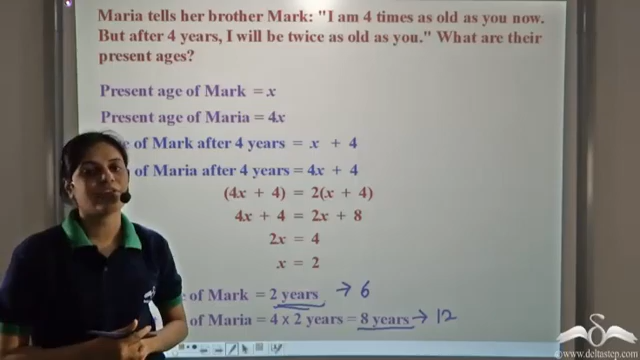 Maria tells her brother Mark: "I am 4 times as old as you now.
But after 4 years, I will be twice as old as you." What are their
present ages?
Present age of Mark = x
Present age of Maria = 4x
of Mark after 4 years = x + 4
of Maria after 4 years = 4x + 4
(4x + 4) = 2(x + 4)
4x + 4 = 2x + 8
2x = 4
x = 2
of Mark = 2 years → 6
of Maria = 4 x 2 years = 8 years → 12
©www.deltastep.com